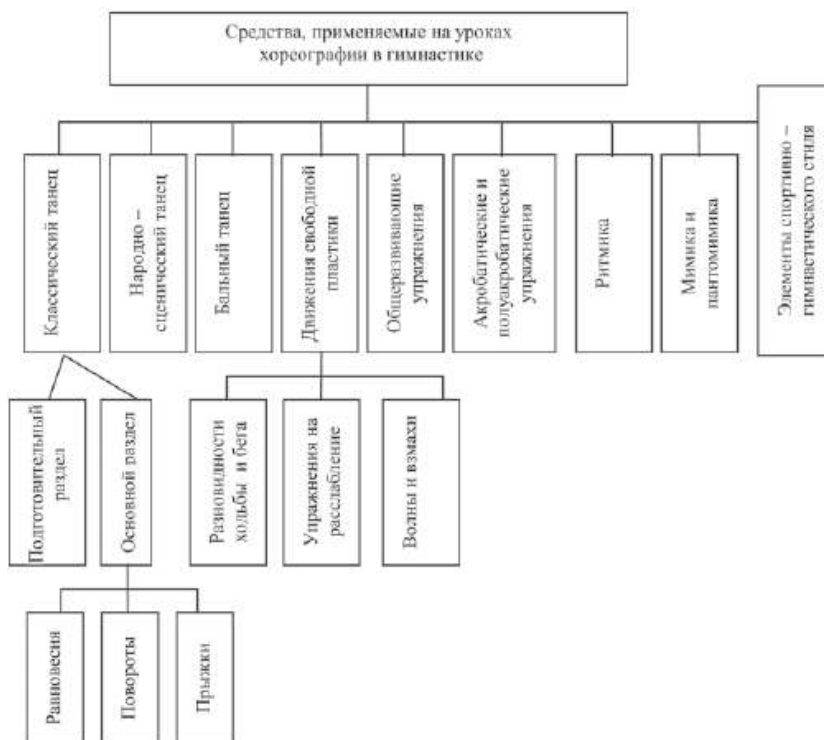 Средства, применяемые на уроках
хореографии в гимнастике
Классический танец
Народно –
сценический танец
Бальный танец
Движения свободной
пластики
Общеразвивающие
упражнения
Акробатические и
полуакробатические
упражнения
Ритмика
Мимика и
пантомимика
Элементы спортивно –
гимнастического стиля
Подготовительный
раздел
Основной раздел
Разновидности
ходьбы и бега
Упражнения на
расслабление
Волны и взмахи
Равновесия
Повороты
Прыжки